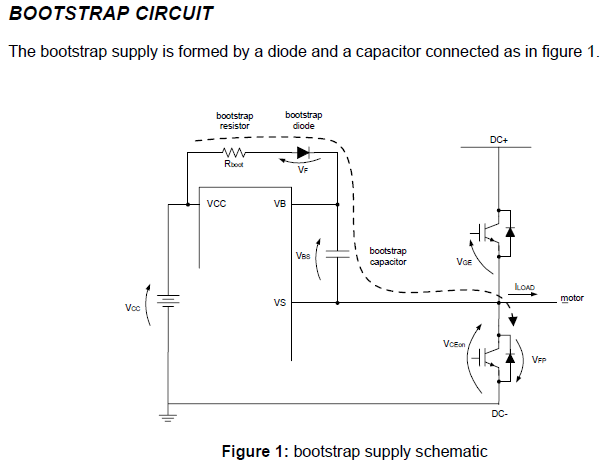 BOOTSTRAP CIRCUIT
The bootstrap supply is formed by a diode and a capacitor connected as in figure 1.
bootstrap
resistor
bootstrap
diode
DC+
Rboot
VF
VCC
VB
VBS
bootstrap
capacitor
VGE
ILOAD
motor
VS
VCC
VCEon
VFP
DC-
Figure 1: bootstrap supply schematic